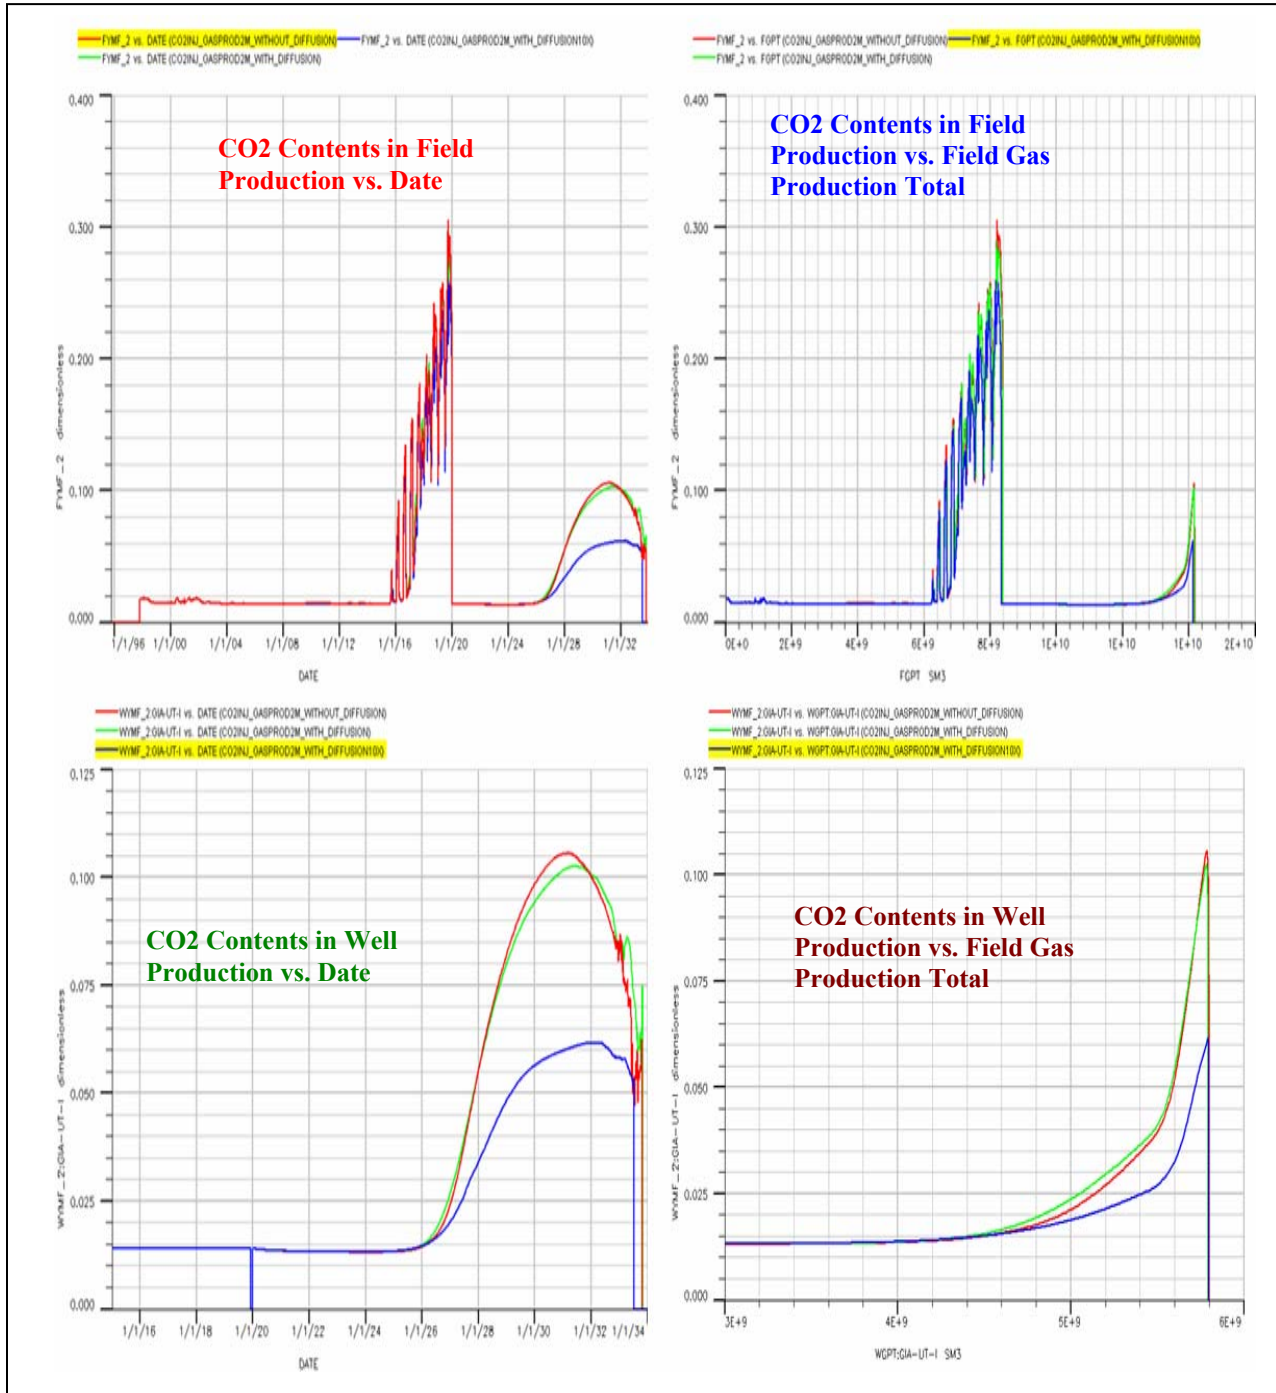 FYMF_2 vs. DATE (CO2INJ_GASPROD2M_WITHOUT_DIFFUSION) FYMF_2 vs. DATE (CO2INJ_GASPROD2M_WITH_DIFFUSION10X)
FYMF_2 vs. DATE (CO2INJ_GASPROD2M_WITH_DIFFUSION)
0.400
0.300
0.200
0.100
0.000
FYMF_2 dimensionless
CO2 Contents in Field
Production vs. Date
1/1/96 1/1/00 1/1/04 1/1/08 1/1/12 1/1/16 1/1/20 1/1/24 1/1/28 1/1/32
DATE
FYMF_2 vs. FGPT (CO2INJ_GASPROD2M_WITHOUT_DIFFUSION) FYMF_2 vs. FGPT (CO2INJ_GASPROD2M_WITH_DIFFUSION10X)
FYMF_2 vs. FGPT (CO2INJ_GASPROD2M_WITH_DIFFUSION)
0.400
0.300
0.200
0.100
0.000
FYMF_2 dimensionless
CO2 Contents in Field
Production vs. Field Gas
Production Total
0E+0 2E+9 4E+9 6E+9 8E+9 1E+10 1E+10 1E+10 2E+10
FGPT SM3
WYMF_2:GIA-UT-I vs. DATE (CO2INJ_GASPROD2M_WITHOUT_DIFFUSION)
WYMF_2:GIA-UT-I vs. DATE (CO2INJ_GASPROD2M_WITH_DIFFUSION)
WYMF_2:GIA-UT-I vs. DATE (CO2INJ_GASPROD2M_WITH_DIFFUSION10X)
0.125
0.100
0.075
0.050
0.025
0.000
WYMF_2:GIA-UT-I dimensionless
CO2 Contents in Well
Production vs. Date
1/1/16 1/1/18 1/1/20 1/1/22 1/1/24 1/1/26 1/1/28 1/1/30 1/1/32 1/1/34
DATE
WYMF_2:GIA-UT-I vs. WGPT:GIA-UT-I (CO2INJ_GASPROD2M_WITHOUT_DIFFUSION)
WYMF_2:GIA-UT-I vs. WGPT:GIA-UT-I (CO2INJ_GASPROD2M_WITH_DIFFUSION)
WYMF_2:GIA-UT-I vs. WGPT:GIA-UT-I (CO2INJ_GASPROD2M_WITH_DIFFUSION10X)
0.125
0.100
0.075
0.050
0.025
0.000
WYMF_2:GIA-UT-I dimensionless
CO2 Contents in Well
Production vs. Field Gas
Production Total
3E+9 4E+9 5E+9 6E+9
WGPT:GIA-UT-I SM3